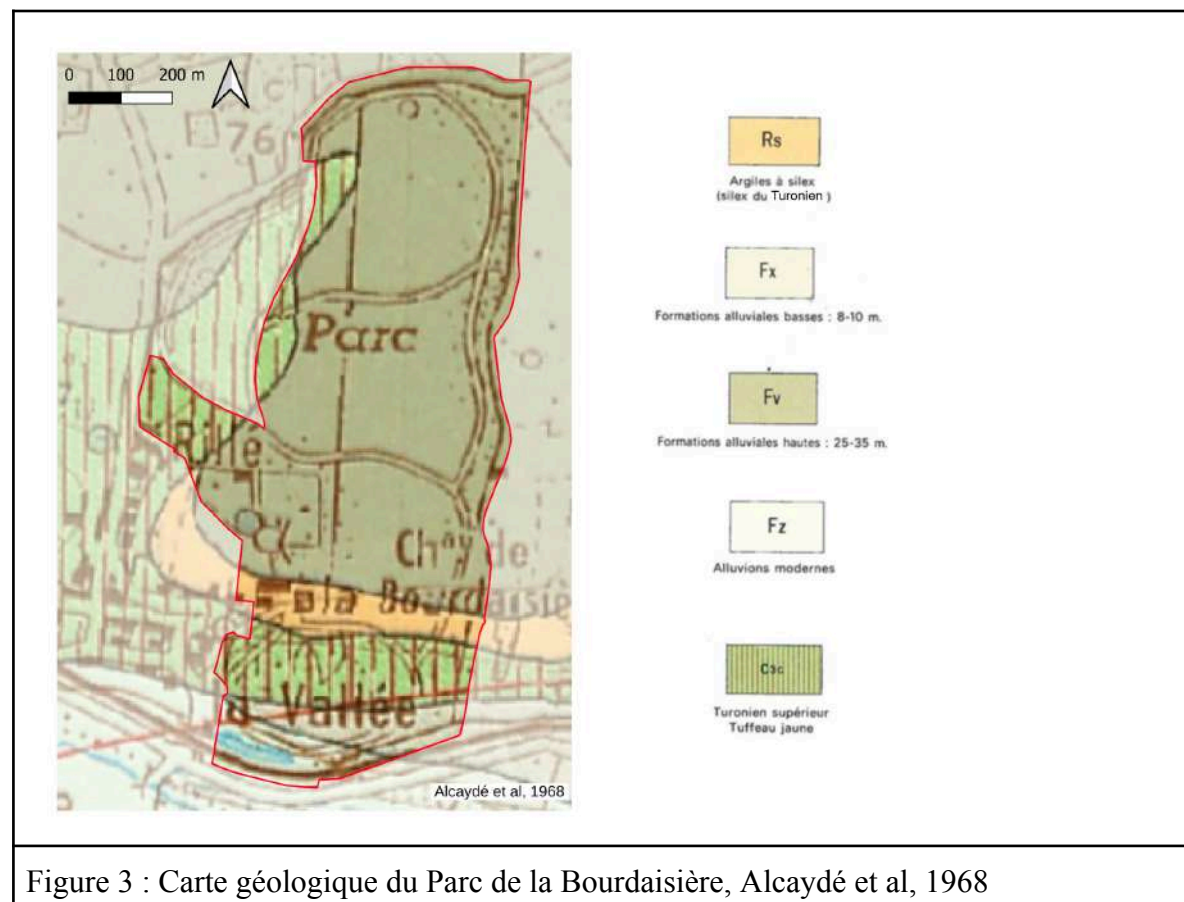 0 100 200 m
76
Parc
Rille
Chau de
la Bourdaisiè
Vallée
Alcaydé et al, 1968
Rs
Argiles à silex
(silex du Turonien )
Fx
Formations alluviales basses : 8-10 m.
Fv
Formations alluviales hautes : 25-35 m.
Fz
Alluvions modernes
C3c
Turonien supérieur
Tuffeau jaune
Figure 3 : Carte géologique du Parc de la Bourdaisière, Alcaydé et al, 1968